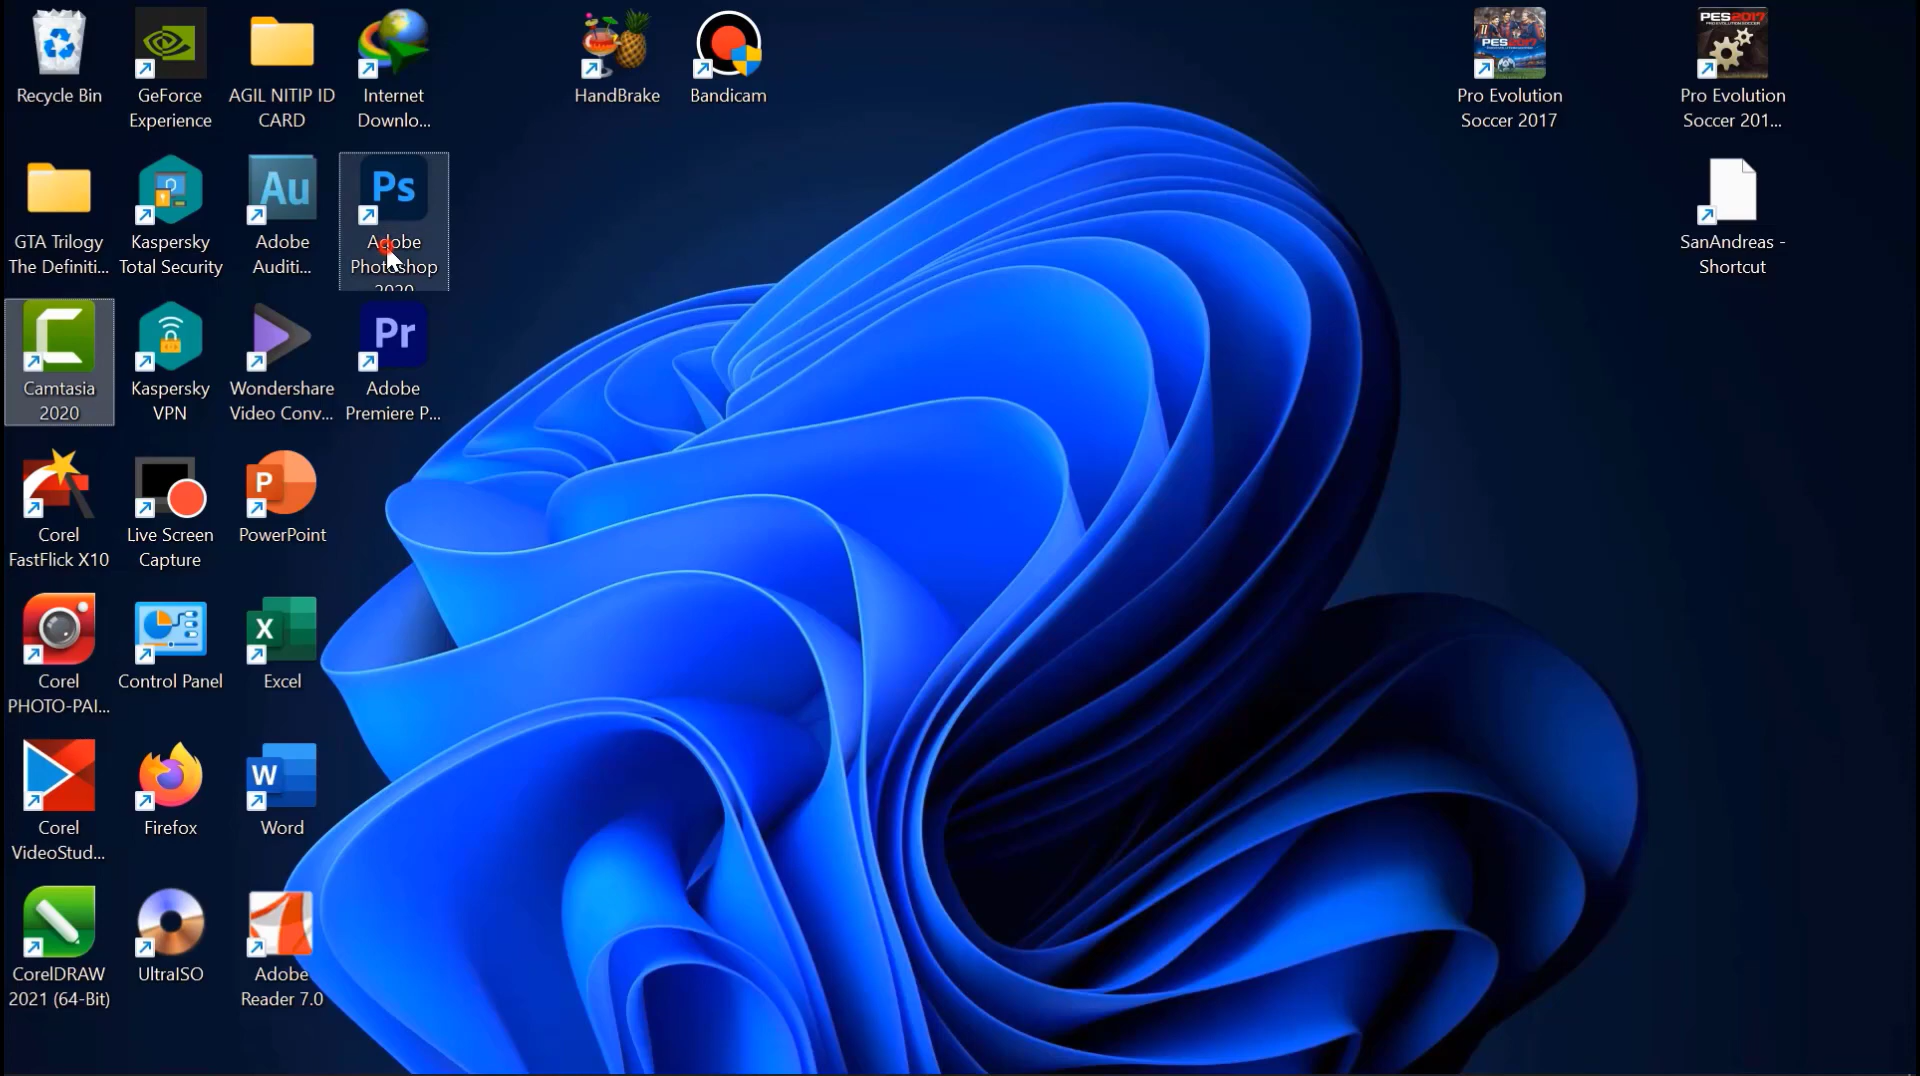 Recycle Bin
GeForce
Experience
AGIL NITIP ID
CARD
Internet
Downlo...
HandBrake
Bandicam
PES2017
Pro Evolution
Soccer 2017
PES2017
Pro Evolution
Soccer 201...
GTA Trilogy
The Definiti...
Kaspersky
Total Security
Au
Adobe
Auditi...
Ps
Adobe
Photoshop
2020
SanAndreas -
Shortcut
Camtasia
2020
Kaspersky
VPN
Wondershare
Video Conv...
Pr
Adobe
Premiere P...
Corel
FastFlick X10
Live Screen
Capture
P
PowerPoint
Corel
PHOTO-PAI...
Control Panel
X
Excel
Corel
VideoStud...
Firefox
W
Word
CorelDRAW
2021 (64-Bit)
UltraISO
Adobe
Reader 7.0